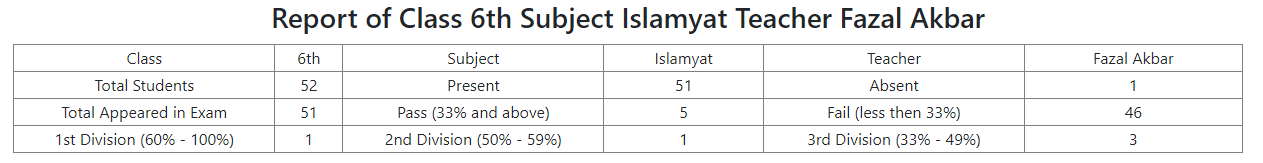 Report of Class 6th Subject Islamyat Teacher Fazal Akbar
Class 6th Subject Islamyat Teacher Fazal Akbar
Total Students 52 Present 51 Absent 1
Total Appeared in Exam 51 Pass (33% and above) 5 Fail (less then 33%) 46
1st Division (60% - 100%) 1 2nd Division (50% - 59%) 1 3rd Division (33% - 49%) 3